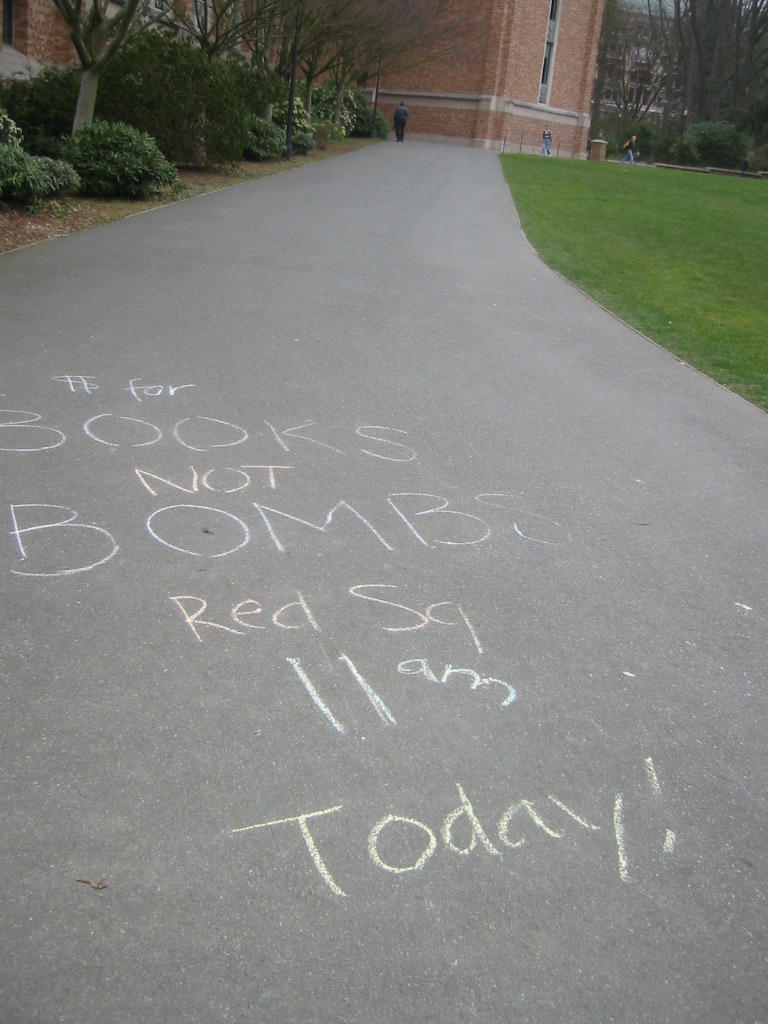 $ for
BOOKS
NOT
BOMBS
Red Sq
11am
Today!